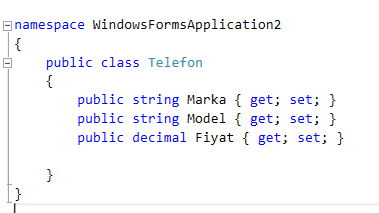 namespace WindowsFormsApplication2
{
    public class Telefon
    {
        public string Marka { get; set; }
        public string Model { get; set; }
        public decimal Fiyat { get; set; }
    }
}